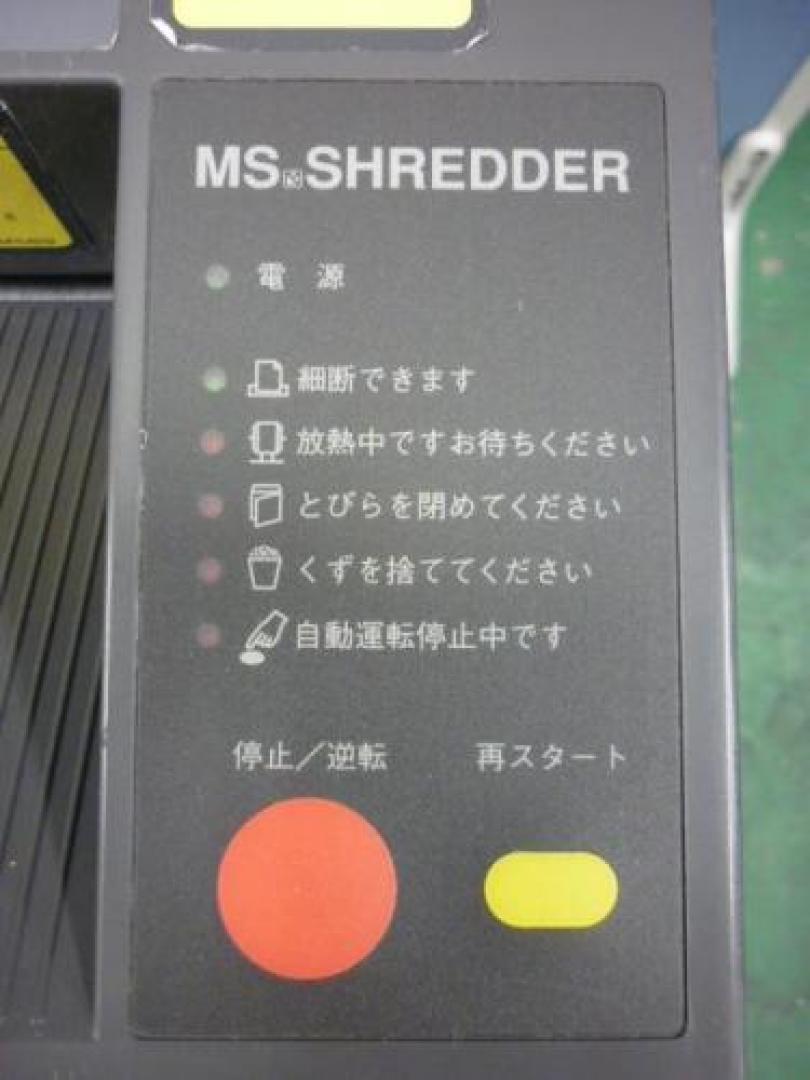 MS SHREDDER
電 源
細断できます
放熱中ですお待ちください
とびらを閉めてください
くずを捨ててください
自動運転停止中です
停止／逆転 再スタート